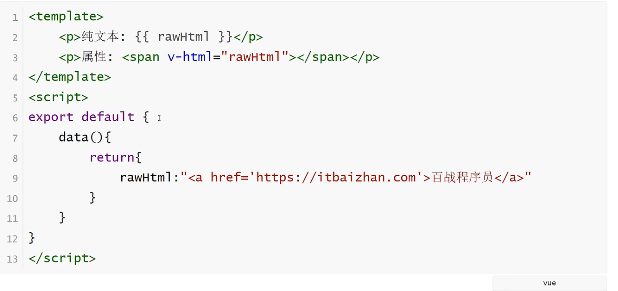 1 <template>
2     <p>纯文本: {{ rawHtml }}</p>
3     <p>属性: <span v-html="rawHtml"></span></p>
4 </template>
5 <script>
6 export default {
7     data(){
8         return{
9             rawHtml:"<a href='https://itbaizhan.com'>百战程序员</a>"
10         }
11     }
12 }
13 </script>
vue